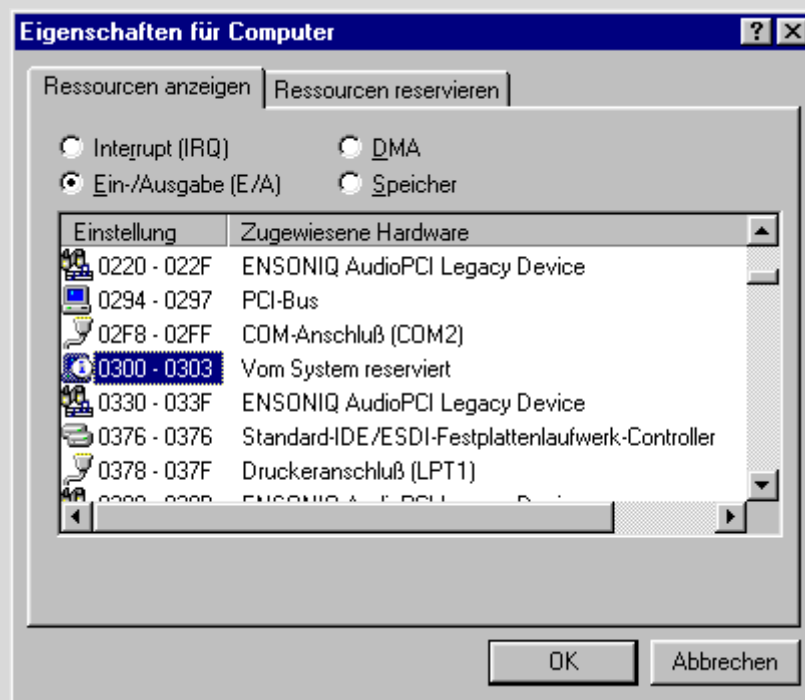 Eigenschaften für Computer
Ressourcen anzeigen Ressourcen reservieren
Interrupt (IRQ) DMA
Ein-/Ausgabe (E/A) Speicher
Einstellung Zugewiesene Hardware
0220 - 022F ENSONIQ AudioPCI Legacy Device
0294 - 0297 PCI-Bus
02F8 - 02FF COM-Anschluß (COM2)
0300 - 0303 Vom System reserviert
0330 - 033F ENSONIQ AudioPCI Legacy Device
0376 - 0376 Standard-IDE/ESDI-Festplattenlaufwerk-Controller
0378 - 037F Druckeranschluß (LPT1)
OK Abbrechen